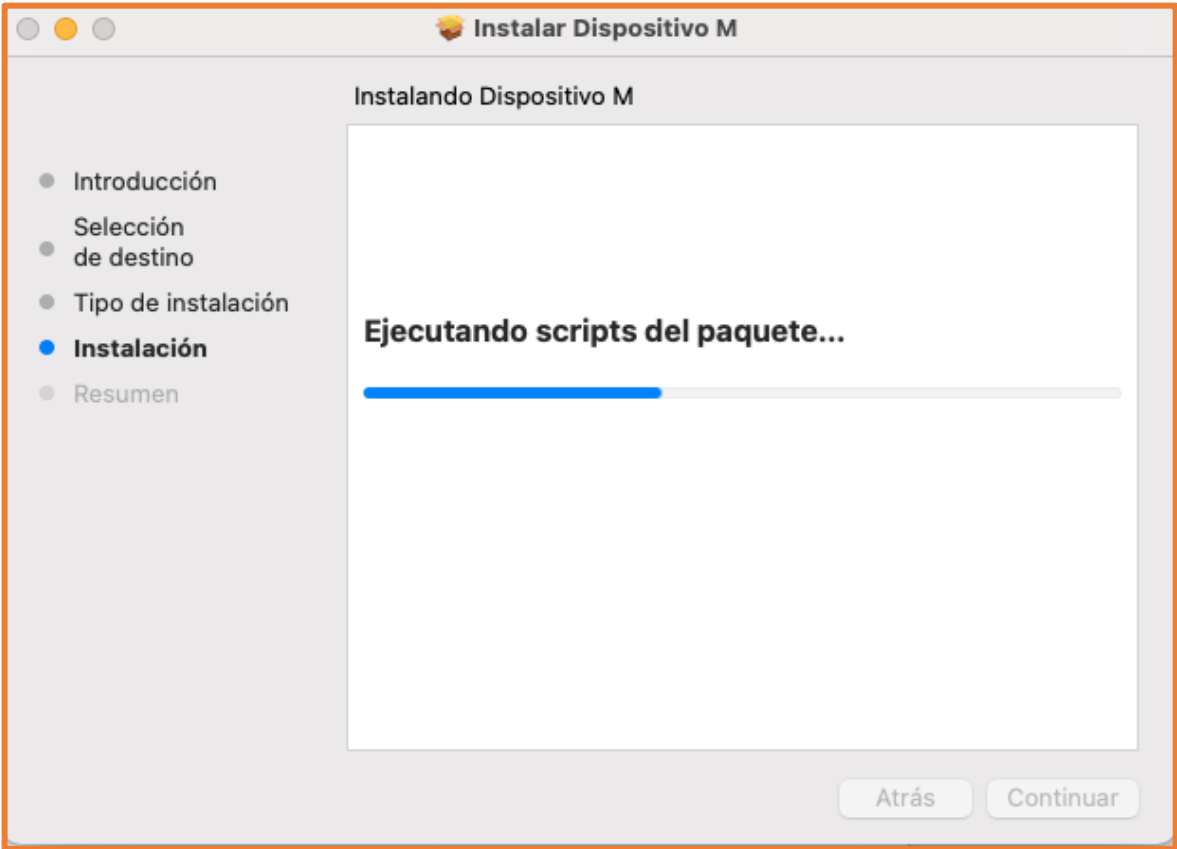 Instalar Dispositivo M
Instalando Dispositivo M
Introducción
Selección
de destino
Tipo de instalación
Instalación
Resumen
Ejecutando scripts del paquete...
Atrás
Continuar